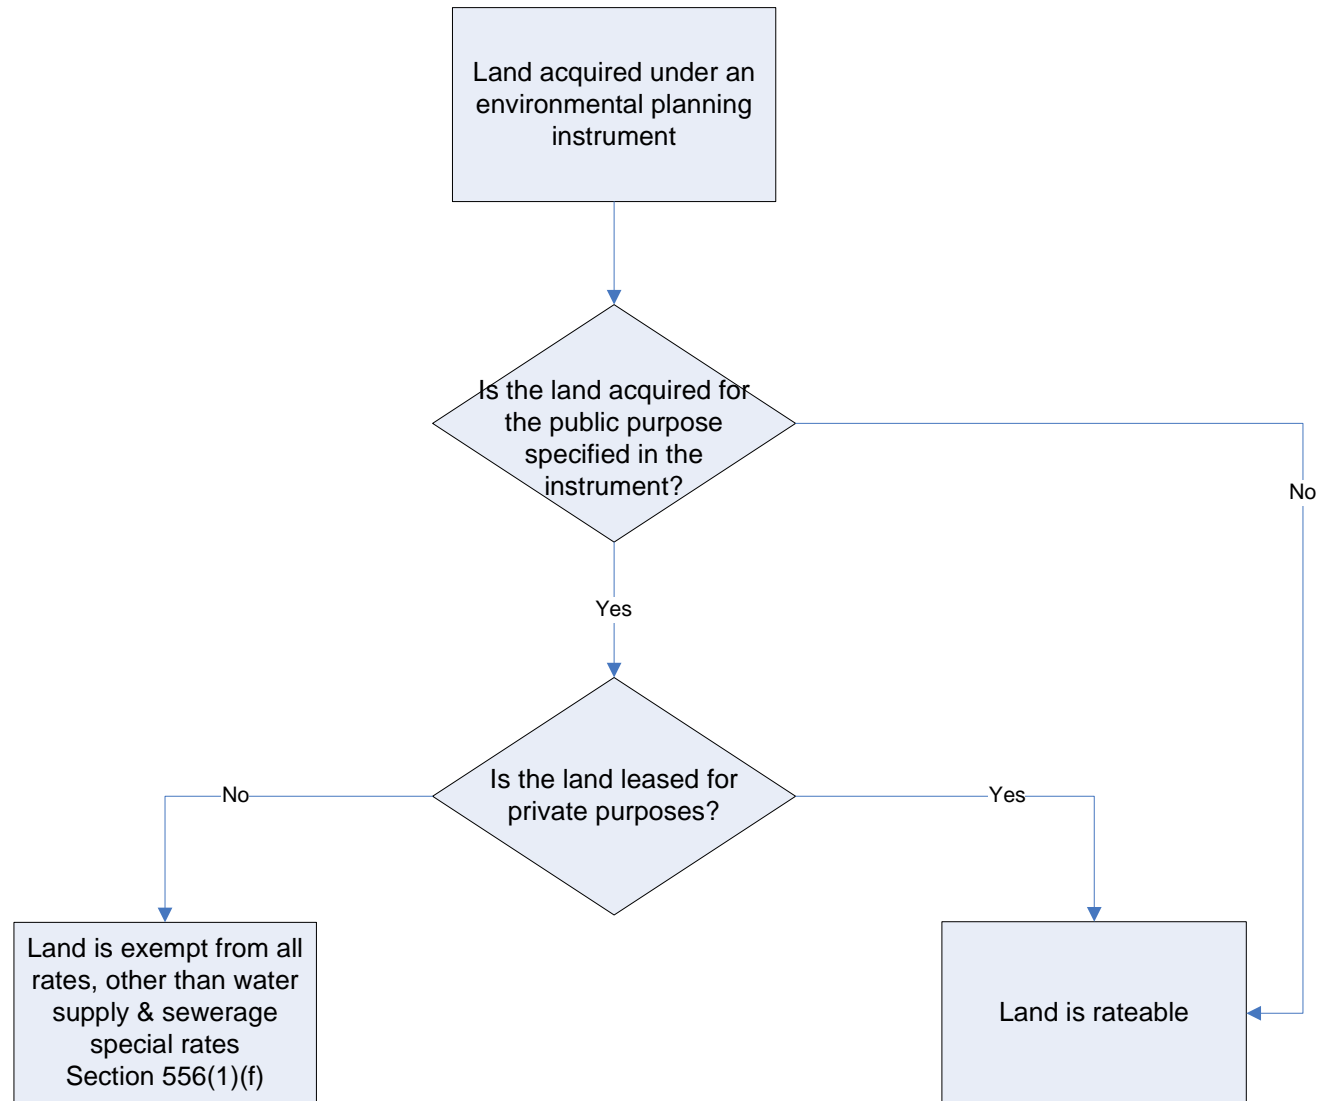 Land acquired under an
environmental planning
instrument
Is the land acquired for
the public purpose
specified in the
instrument?
No
Yes
Is the land leased for
private purposes?
No
Yes
Land is exempt from all
rates, other than water
supply & sewerage
special rates
Section 556(1)(f)
Land is rateable